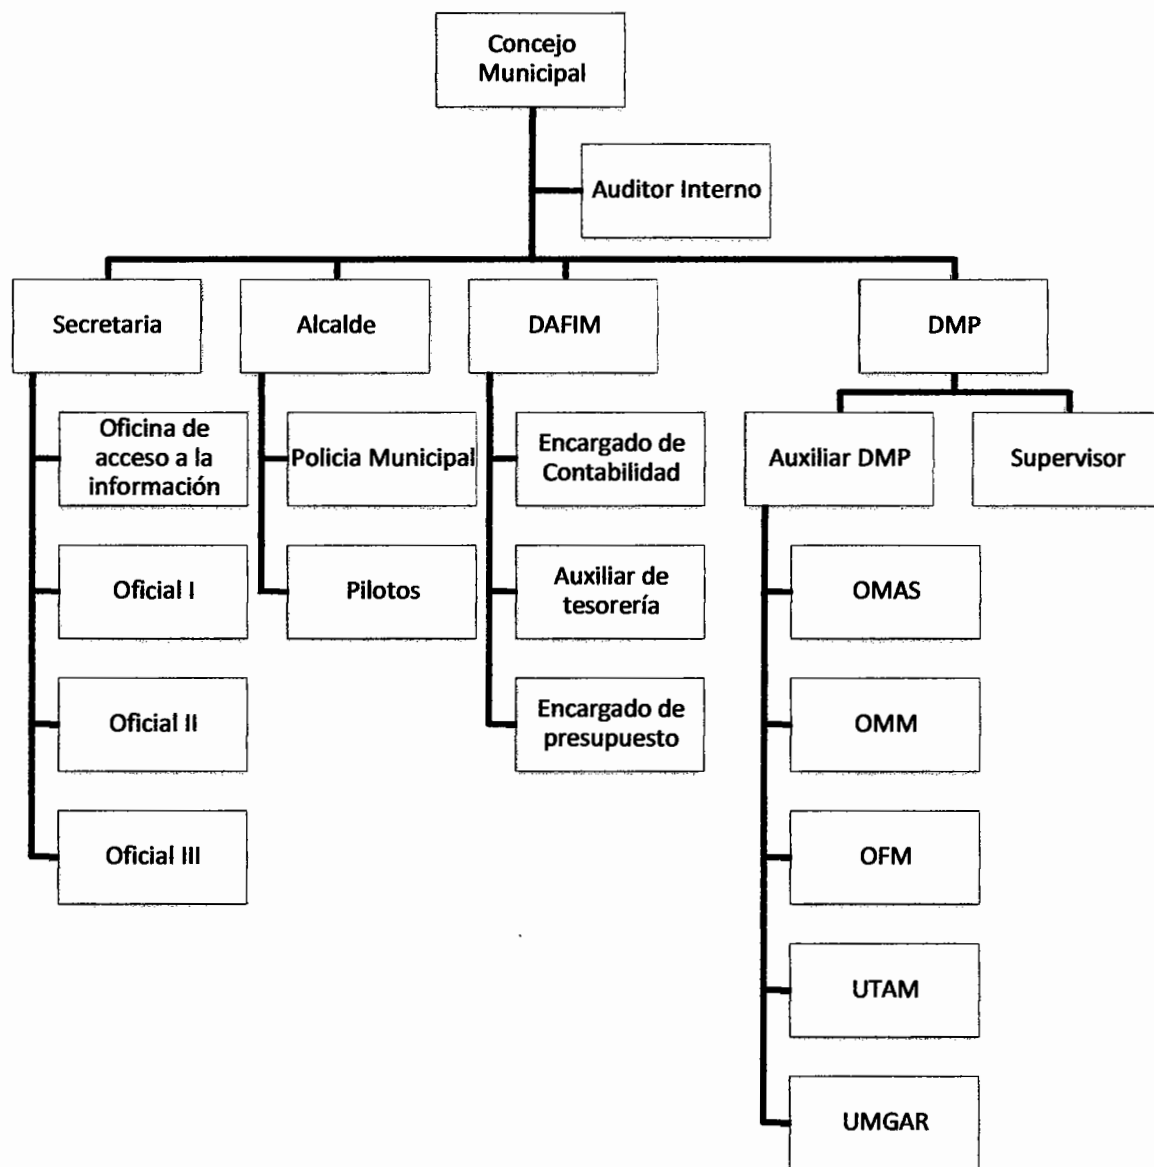 Concejo
Municipal
Auditor Interno
Secretaria
Alcalde
DAFIM
DMP
Oficina de
acceso a la
información
Policia Municipal
Encargado de
Contabilidad
Auxiliar DMP
Supervisor
Oficial I
Pilotos
Auxiliar de
tesorería
OMAS
Oficial II
Encargado de
presupuesto
OMM
Oficial III
OFM
UTAM
UMGAR